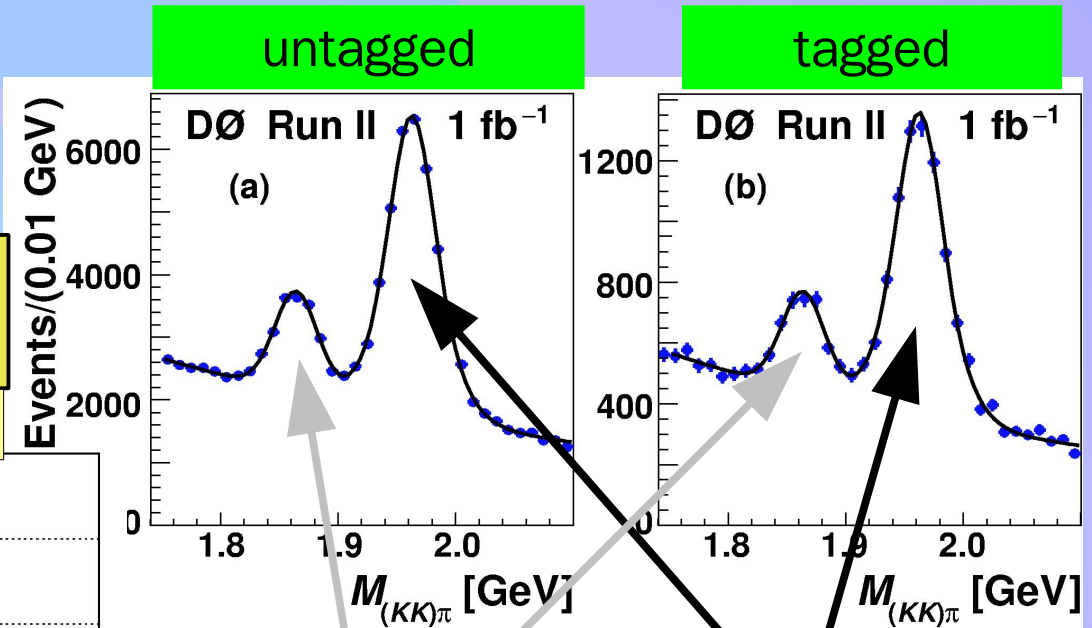 untagged
DØ Run II 1 fb⁻¹
(a)
Events/(0.01 GeV)
6000
4000
2000
0
1.8 1.9 2.0
M(KK)π [GeV]
tagged
DØ Run II 1 fb⁻¹
(b)
1200
800
400
0
1.8 1.9 2.0
M(KK)π [GeV]